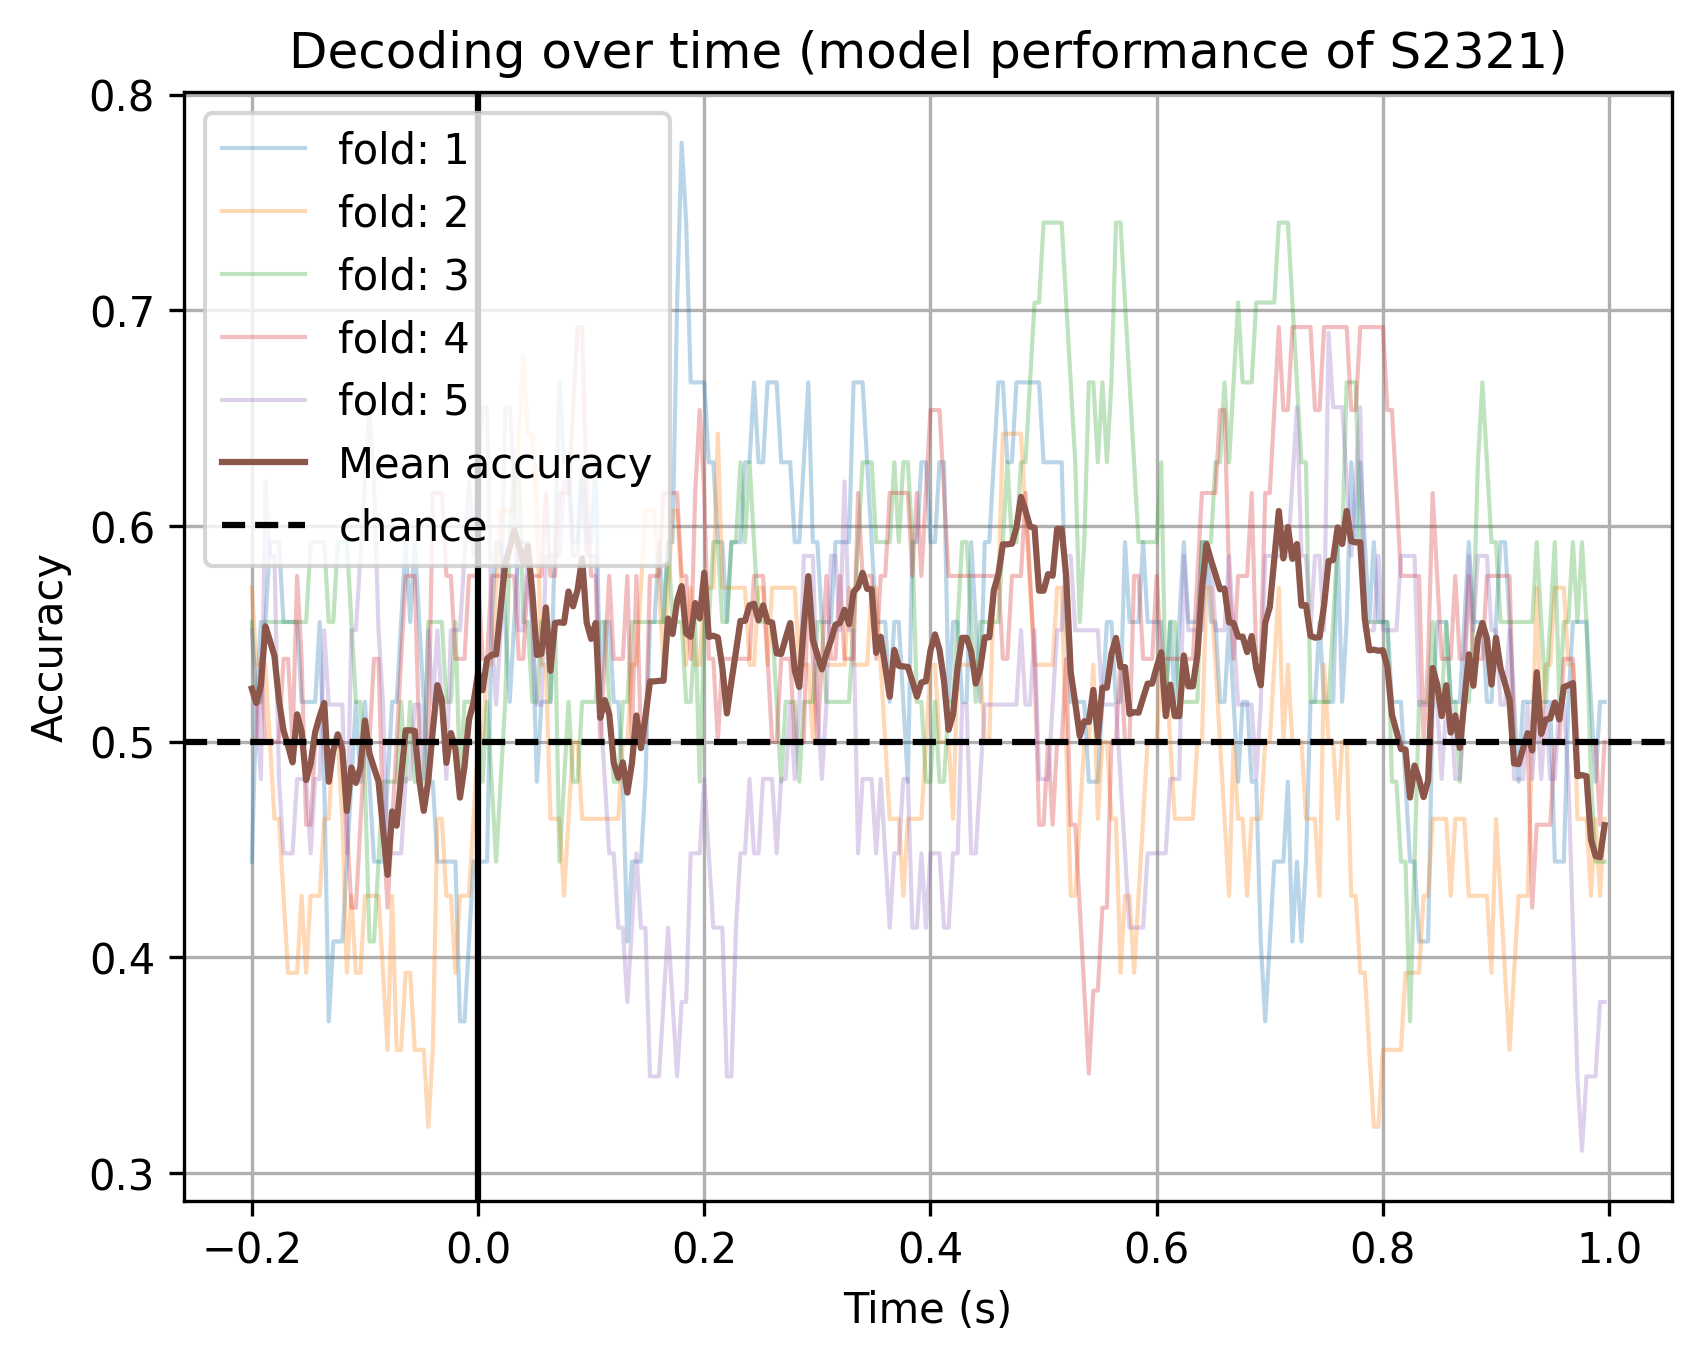 Decoding over time (model performance of S2321)
Accuracy
0.8
0.7
0.6
0.5
0.4
0.3
fold: 1
fold: 2
fold: 3
fold: 4
fold: 5
Mean accuracy
chance
−0.2 0.0 0.2 0.4 0.6 0.8 1.0
Time (s)